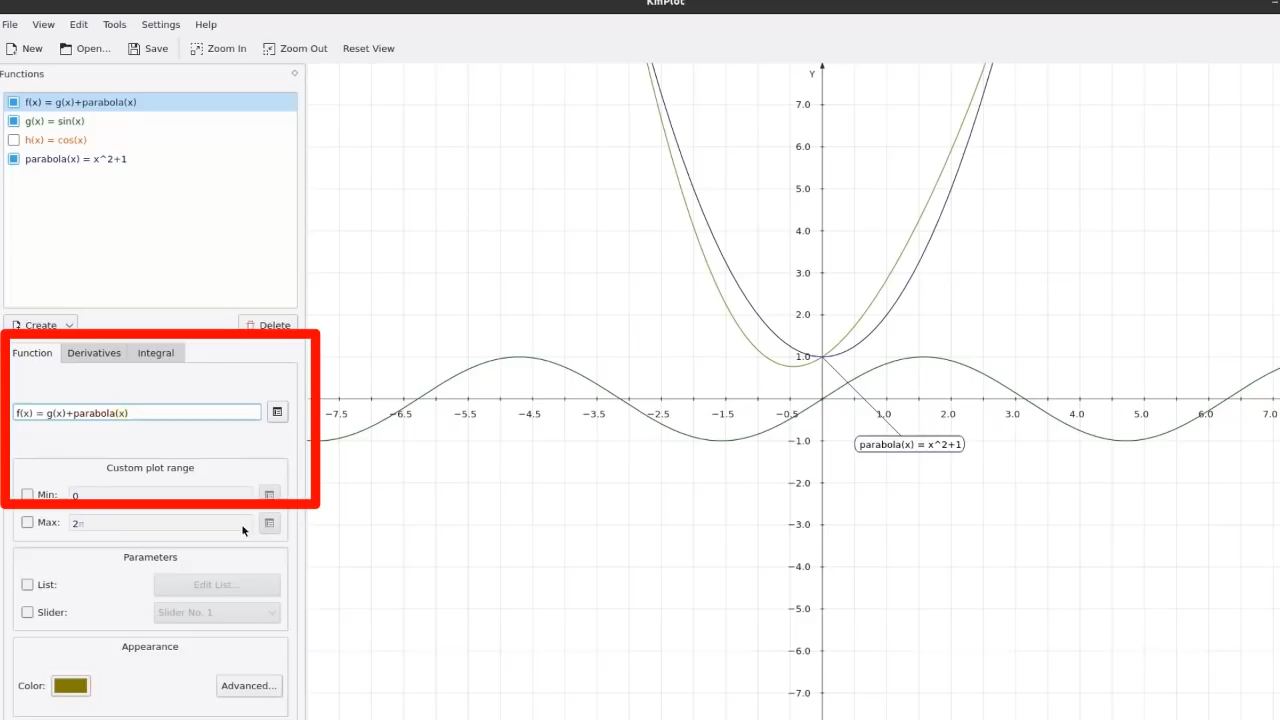 KmPlot
File View Edit Tools Settings Help
New Open... Save Zoom In Zoom Out Reset View
Functions
f(x) = g(x)+parabola(x)
g(x) = sin(x)
h(x) = cos(x)
parabola(x) = x^2+1
Create Delete
Function Derivatives Integral
f(x) = g(x)+parabola(x)
Custom plot range
Min: 0
Max: 2π
Parameters
List: Edit List...
Slider: Slider No. 1
Appearance
Color: Advanced...
Y
7.0
6.0
5.0
4.0
3.0
2.0
1.0
−7.5 −6.5 −5.5 −4.5 −3.5 −2.5 −1.5 −0.5 1.0 2.0 3.0 4.0 5.0 6.0 7.0
parabola(x) = x^2+1
−1.0
−2.0
−3.0
−4.0
−5.0
−6.0
−7.0